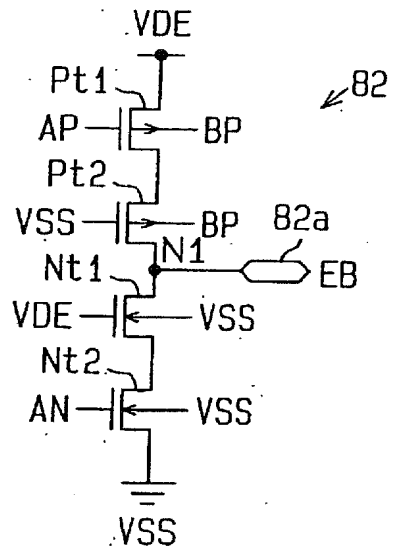 VDE
Pt1
82
AP
BP
Pt2
82a
VSS
BP
N1
EB
Nt1
VDE
VSS
Nt2
AN
VSS
VSS